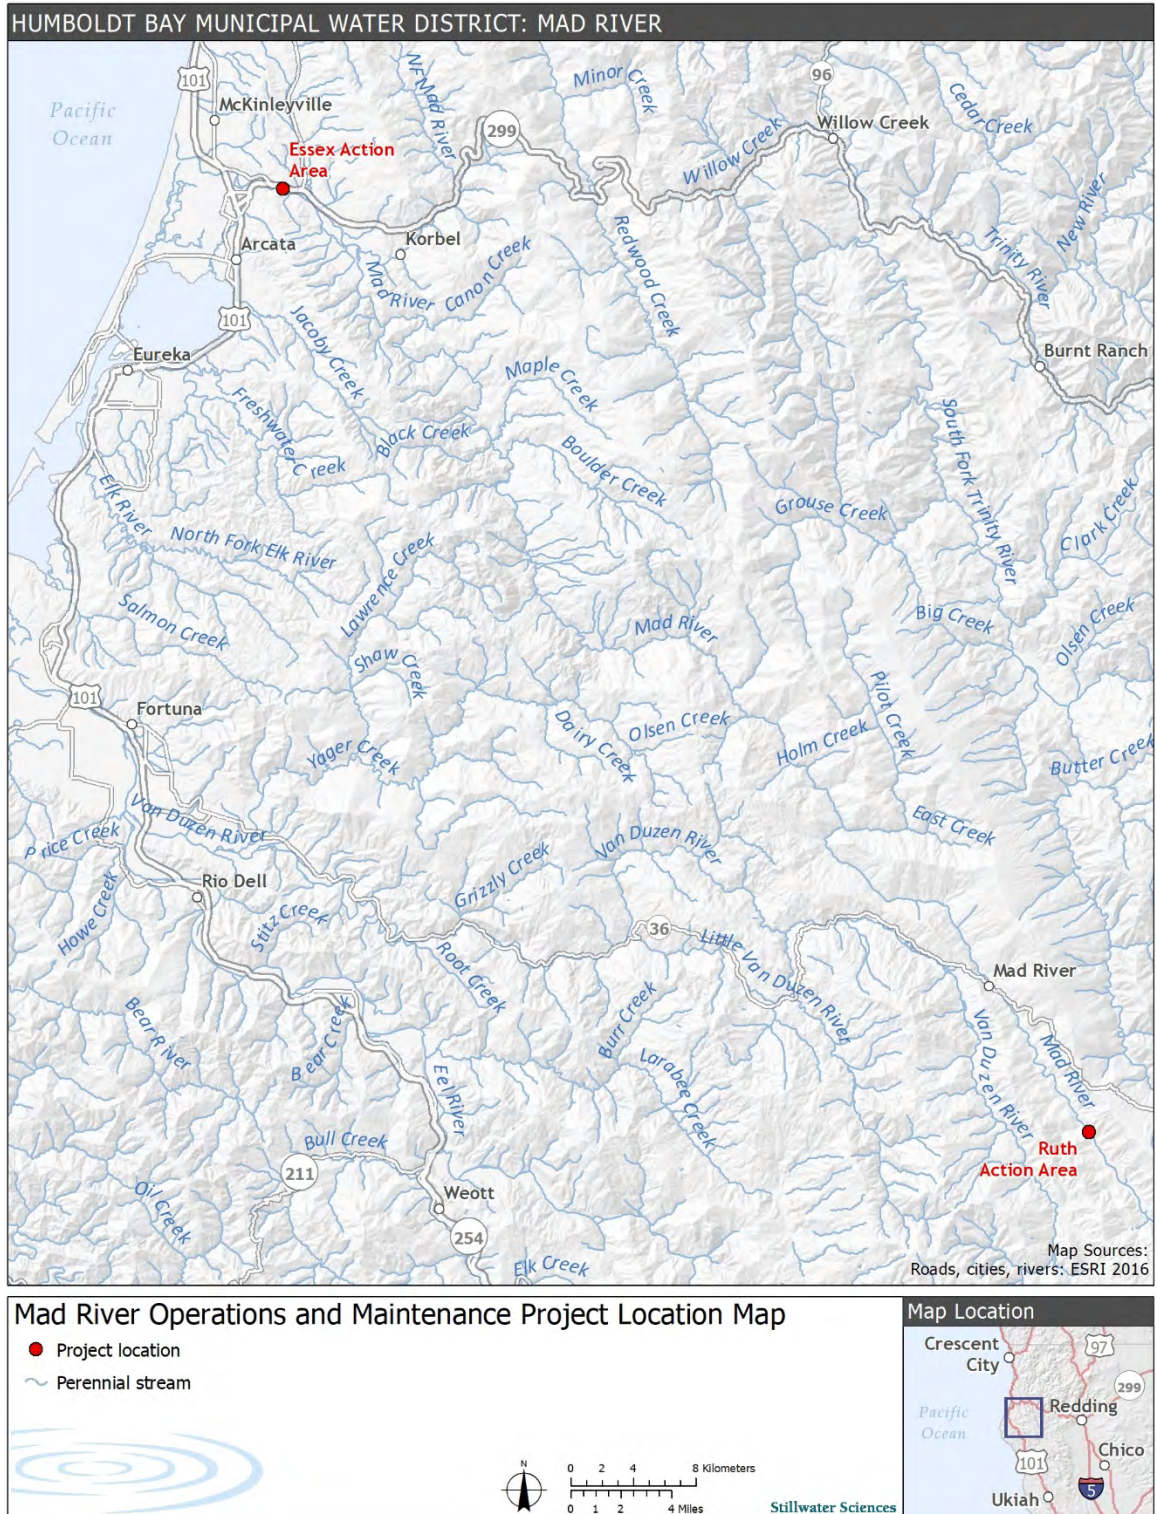 HUMBOLDT BAY MUNICIPAL WATER DISTRICT: MAD RIVER
101
96
Pacific
Ocean
McKinleyville
NF Mad River
Minor Creek
Cedar Creek
299
Willow Creek
Essex Action
Area
Willow Creek
New River
Redwood Creek
Trinity River
Arcata
Korbel
Mad River
Canon Creek
101
Jacoby Creek
Eureka
Burnt Ranch
Maple Creek
Freshwater Creek
Black Creek
Boulder Creek
South Fork Trinity River
Elk River
Grouse Creek
Clark Creek
North Fork Elk River
Lawrence Creek
Salmon Creek
Mad River
Big Creek
Olsen Creek
Shaw Creek
101
Fortuna
Pilot Creek
Dairy Creek
Olsen Creek
Holm Creek
Yager Creek
Butter Creek
Van Duzen River
East Creek
Price Creek
Van Duzen River
Rio Dell
Grizzly Creek
Howe Creek
Stitz Creek
36
Little Van Duzen River
Root Creek
Mad River
Bear River
Bear Creek
Burr Creek
Van Duzen River
Mad River
Larabee Creek
Eel River
Bull Creek
Ruth
Action Area
211
Oil Creek
Weott
254
Elk Creek
Map Sources:
Roads, cities, rivers: ESRI 2016
Mad River Operations and Maintenance Project Location Map
Project location
Perennial stream
N
0 2 4 8 Kilometers
0 1 2 4 Miles
Stillwater Sciences
Map Location
Crescent
City
97
299
Pacific
Ocean
Redding
101
Chico
5
Ukiah